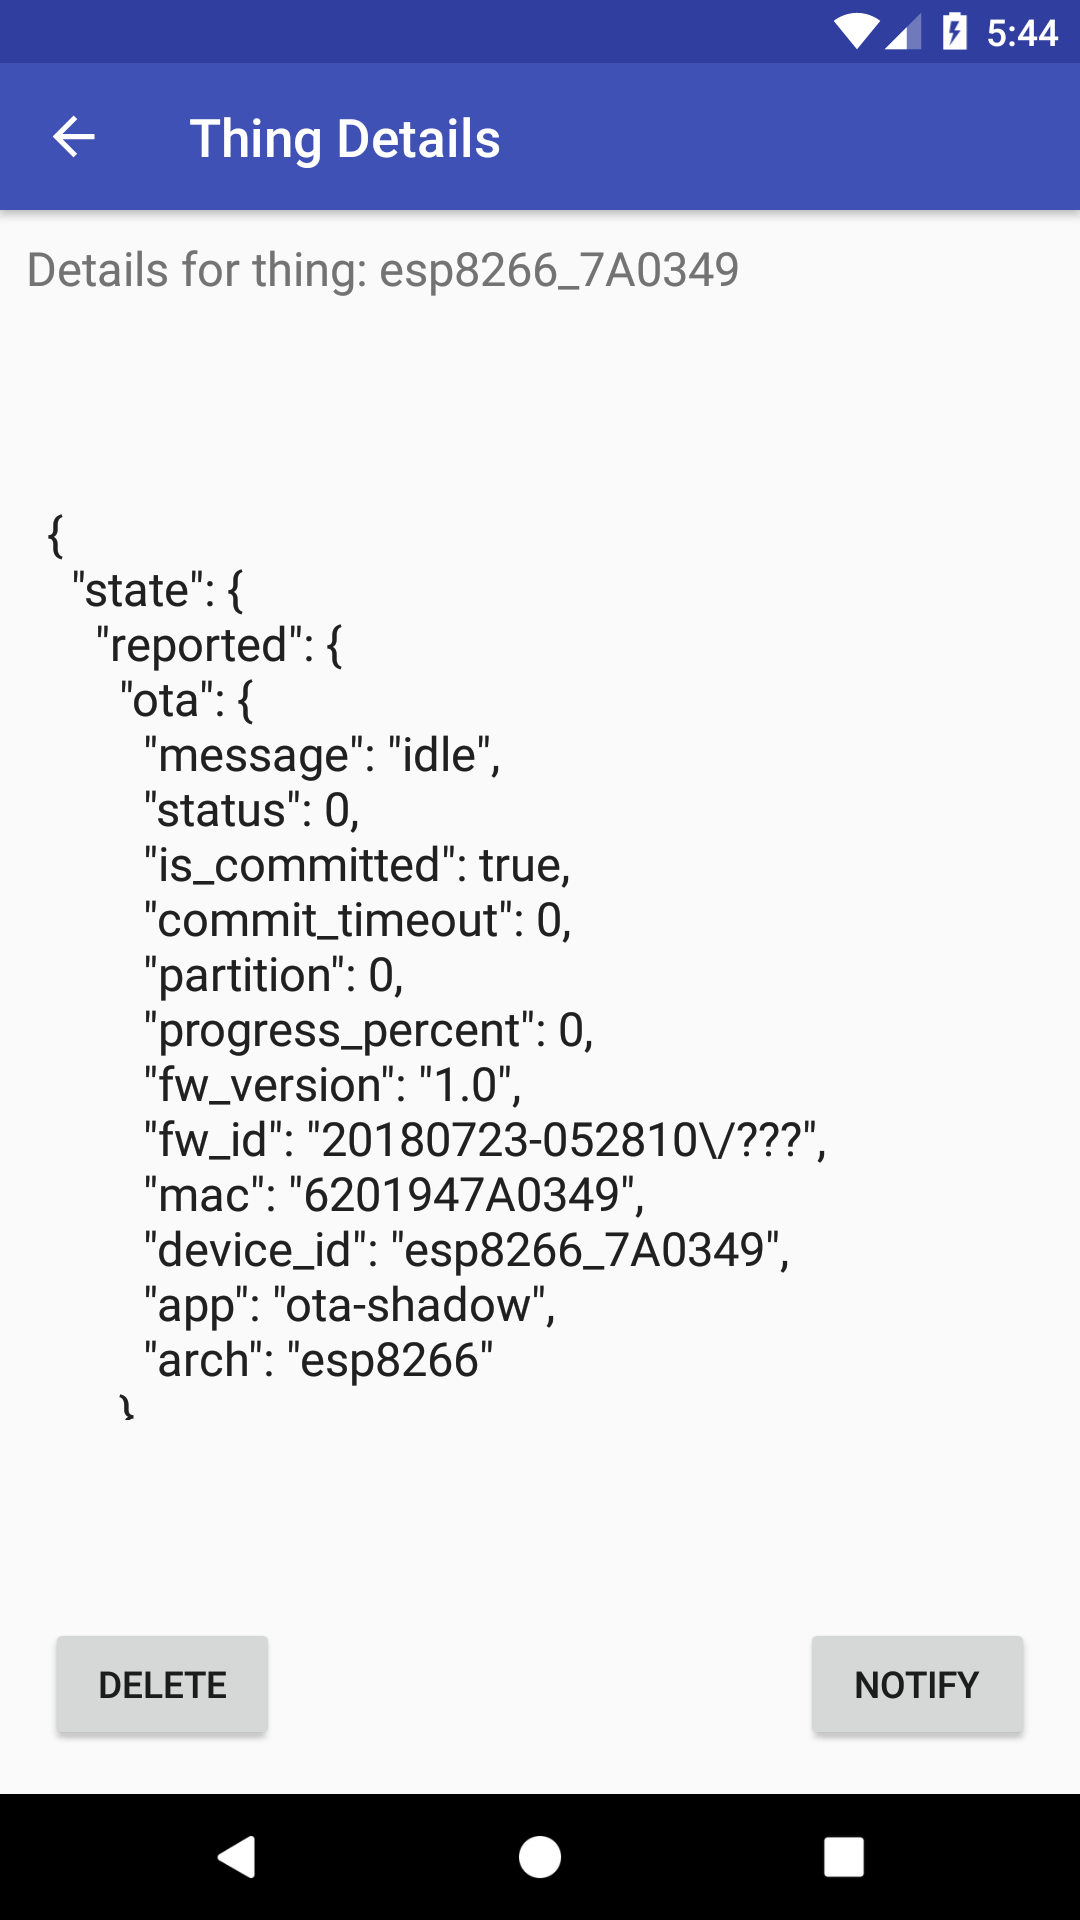 5:44
Thing Details
Details for thing: esp8266_7A0349
{
"state": {
"reported": {
"ota": {
"message": "idle",
"status": 0,
"is_committed": true,
"commit_timeout": 0,
"partition": 0,
"progress_percent": 0,
"fw_version": "1.0",
"fw_id": "20180723-052810\/???",
"mac": "6201947A0349",
"device_id": "esp8266_7A0349",
"app": "ota-shadow",
"arch": "esp8266"
}
DELETE
NOTIFY